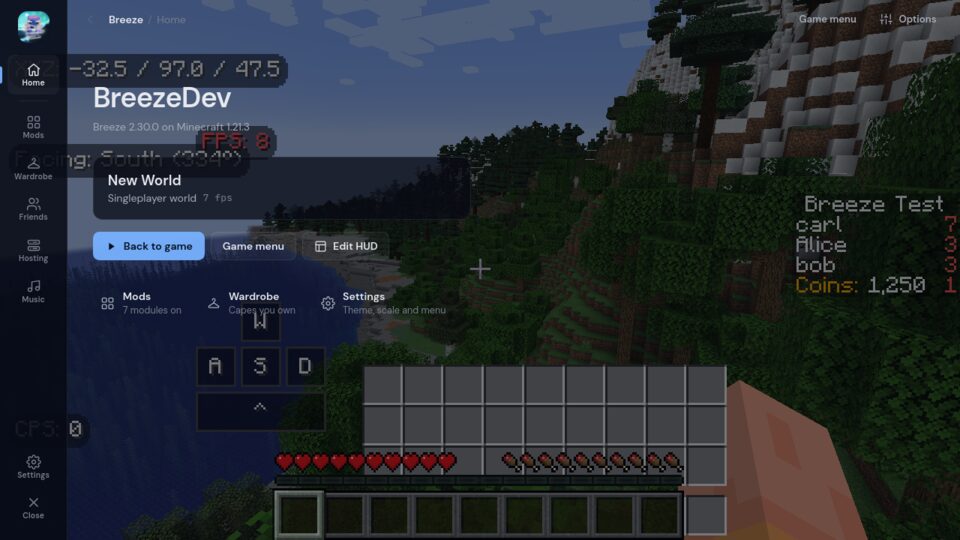 Breeze / Home
Game menu
Options
Home
-32.5 / 97.0 / 47.5
BreezeDev
Breeze 2.30.0 on Minecraft 1.21.3
FPS: 8
Mods
Facing: South (334°)
Wardrobe
New World
Singleplayer world 7 fps
Friends
Breeze Test
carl 7
Alice 3
bob 3
Coins: 1,250 1
Hosting
Back to game
Game menu
Edit HUD
Music
Mods
7 modules on
Wardrobe
Capes you own
Settings
Theme, scale and menu
W
A S D
^
CPS: 0
Settings
Close